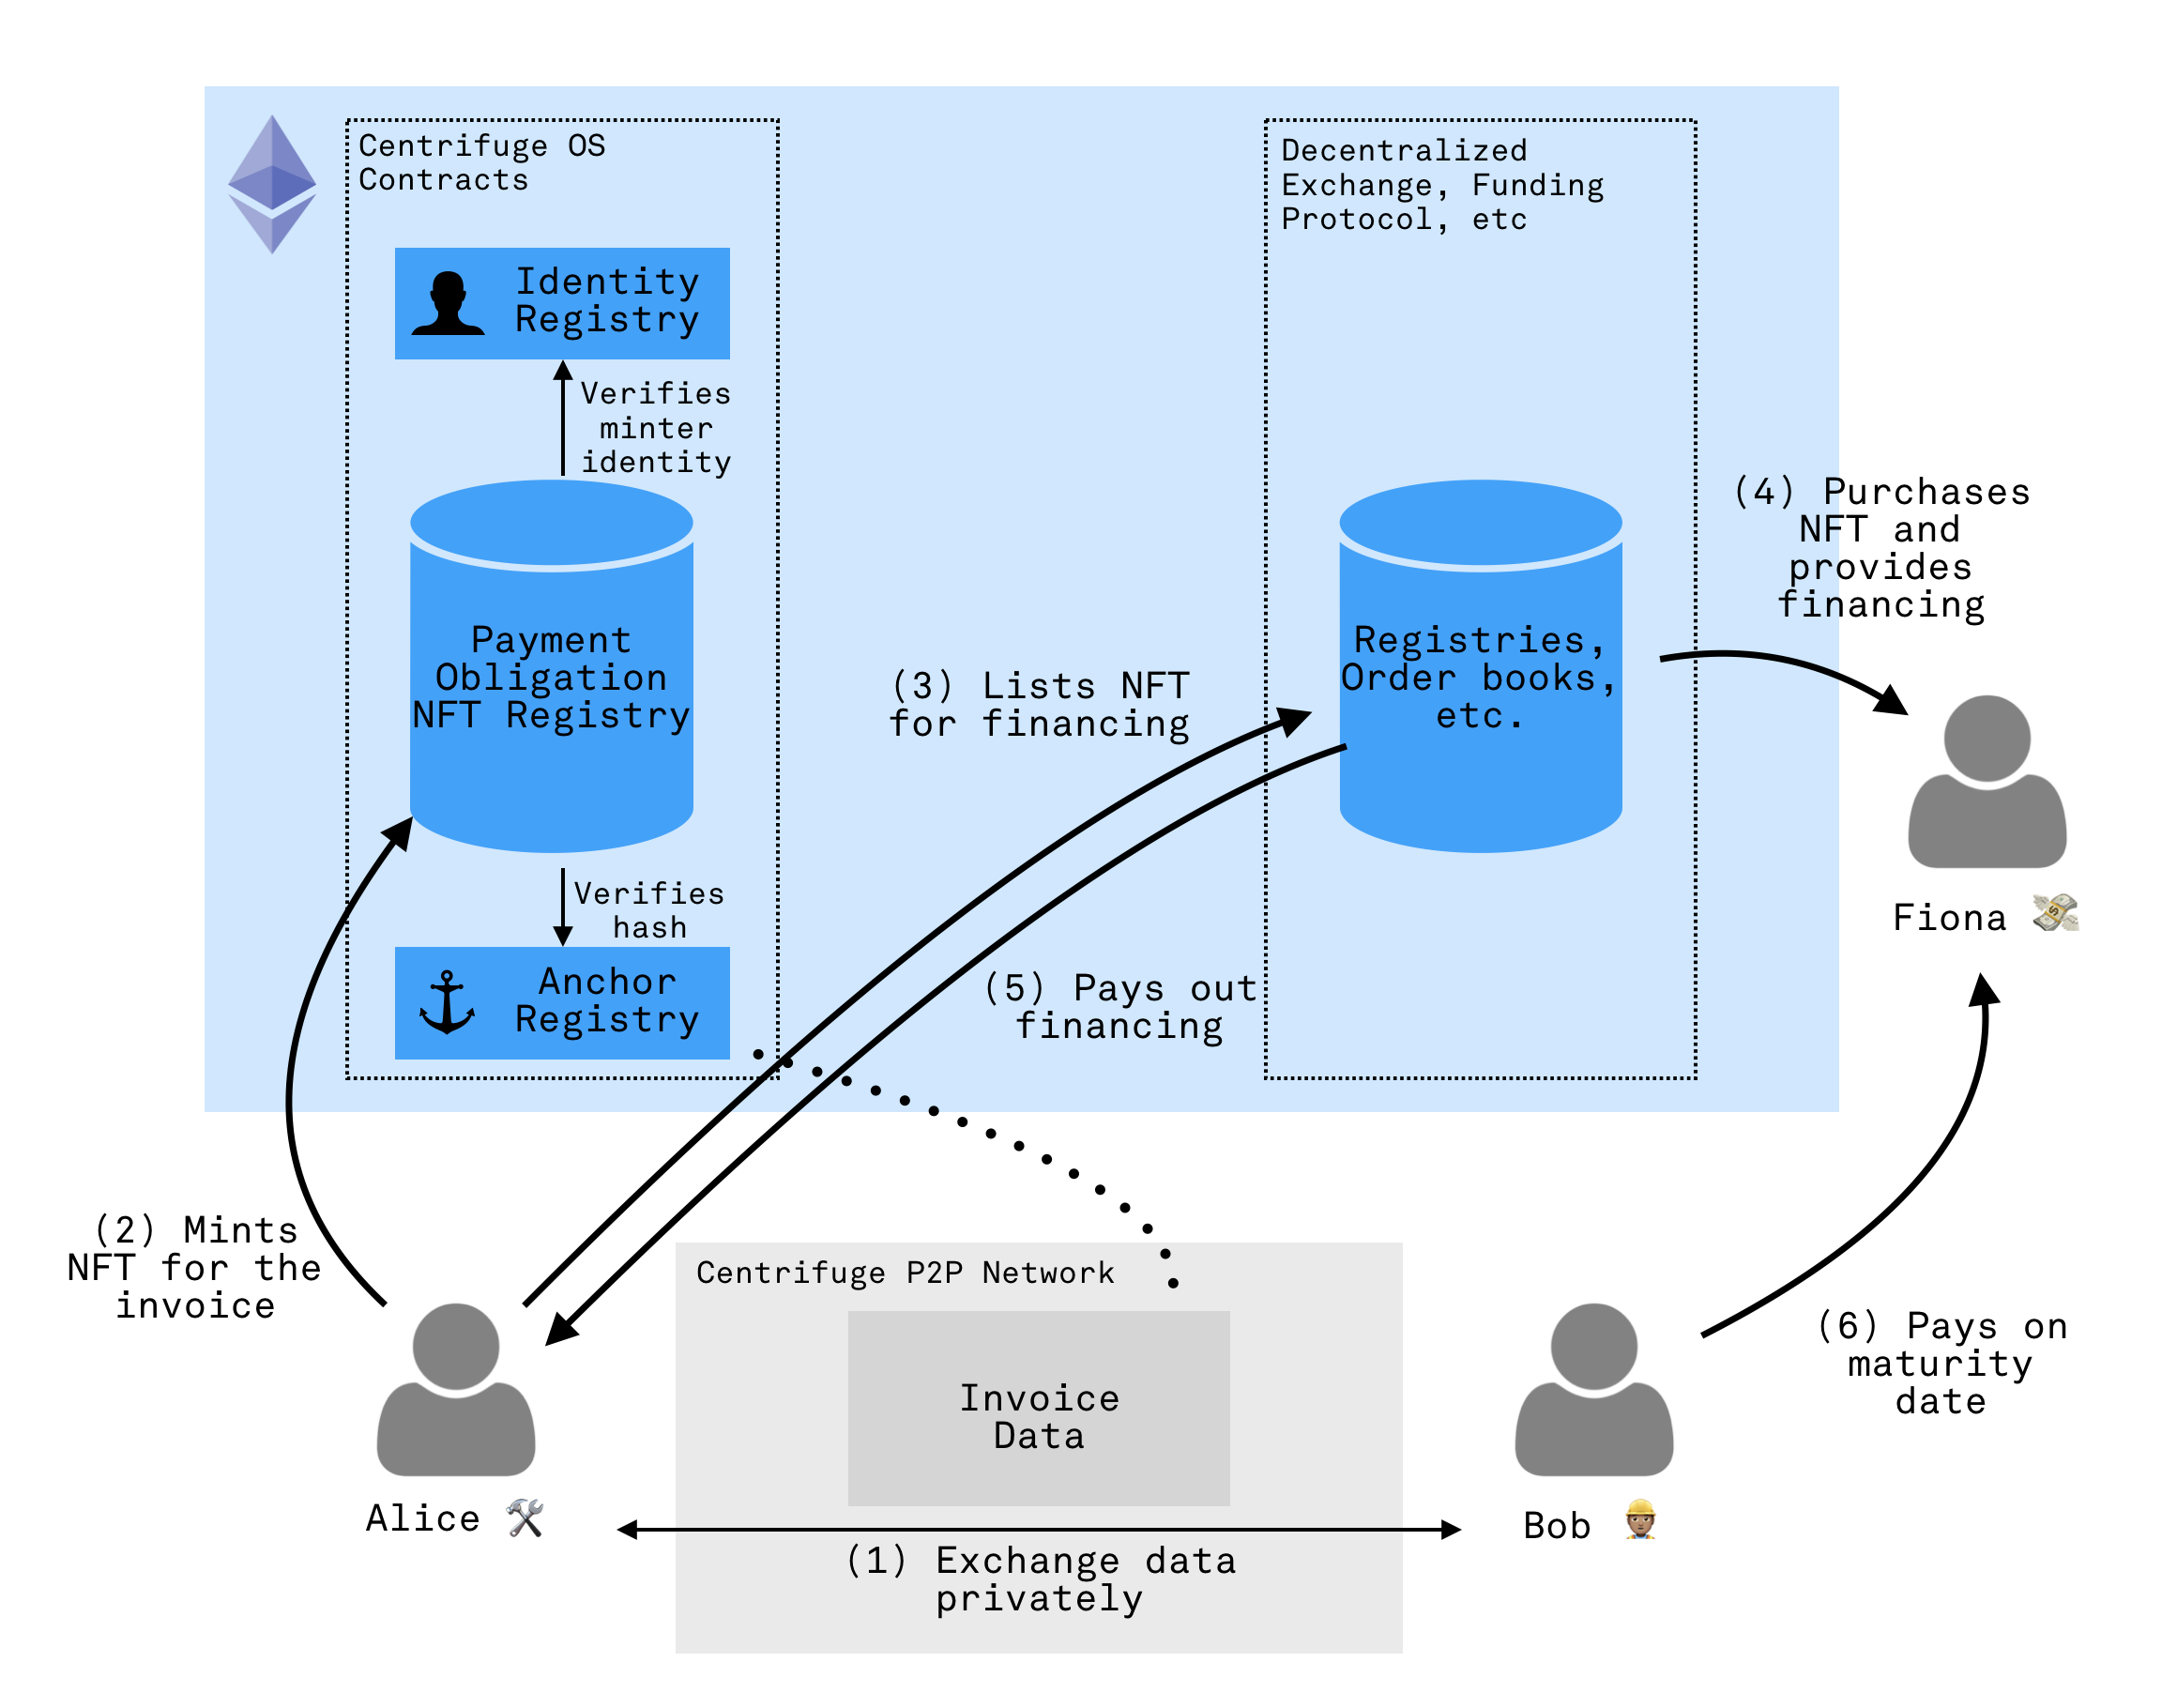 Centrifuge OS
Contracts
Identity
Registry
Verifies
minter
identity
Payment
Obligation
NFT Registry
Verifies
hash
Anchor
Registry
Decentralized
Exchange, Funding
Protocol, etc
Registries,
Order books,
etc.
(4) Purchases
NFT and
provides
financing
(3) Lists NFT
for financing
Fiona
(5) Pays out
financing
(2) Mints
NFT for the
invoice
Centrifuge P2P Network
Invoice
Data
(6) Pays on
maturity
date
Alice
Bob
(1) Exchange data
privately